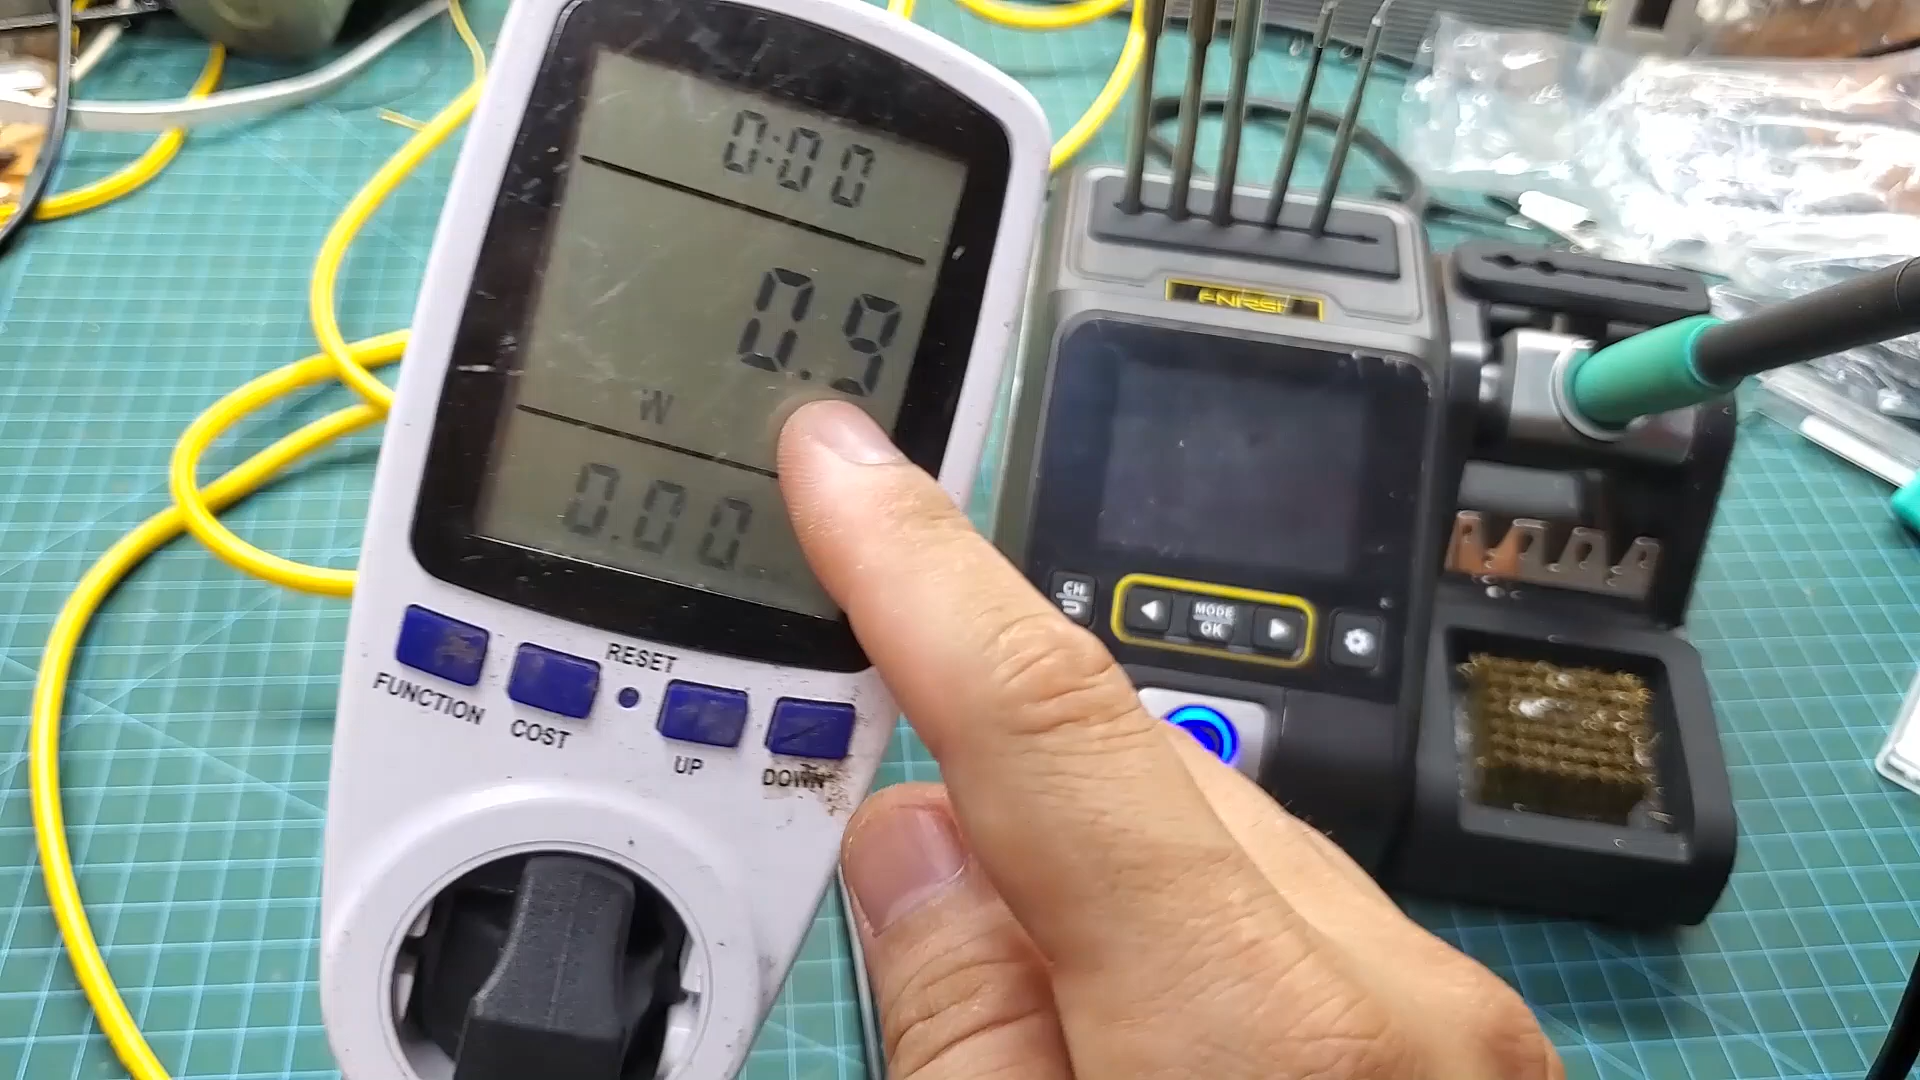 0:00
0.9
W
0.00
FUNCTION
COST
RESET
UP
DOWN
FNIRSI
CH
MODE
OK